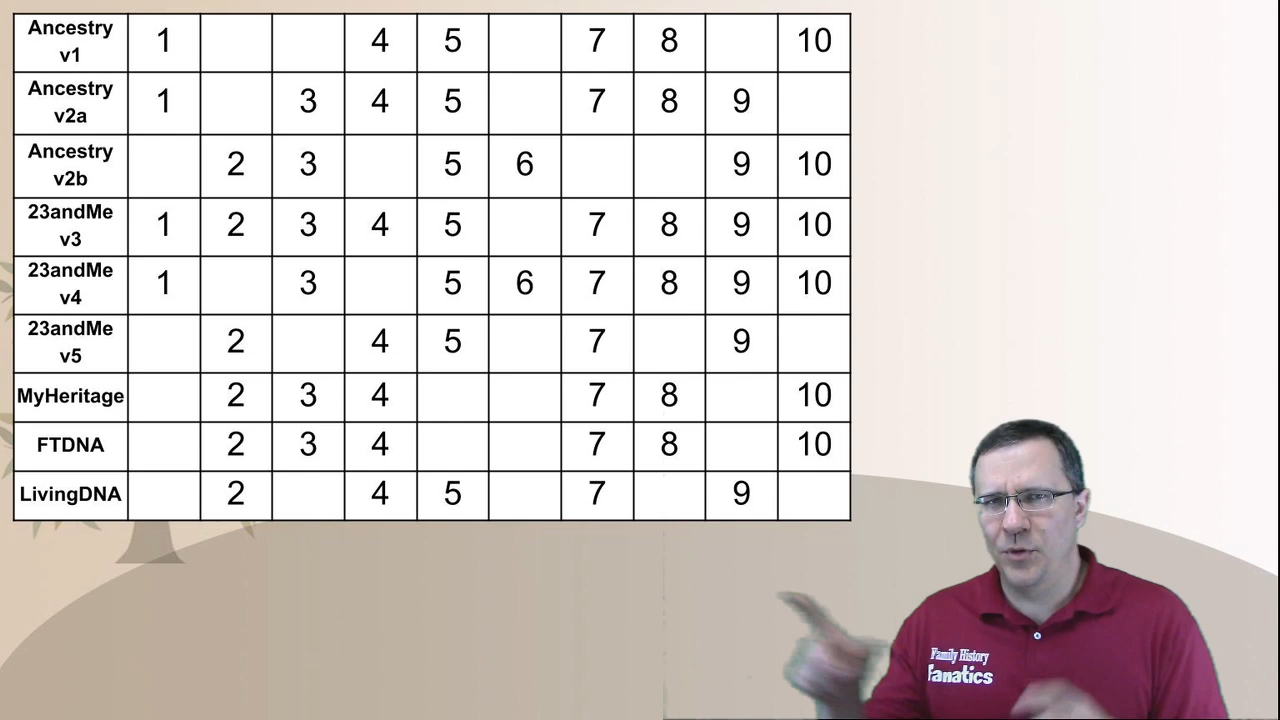 Ancestry
v1 1 4 5 7 8 10
Ancestry
v2a 1 3 4 5 7 8 9
Ancestry
v2b 2 3 5 6 9 10
23andMe
v3 1 2 3 4 5 7 8 9 10
23andMe
v4 1 3 5 6 7 8 9 10
23andMe
v5 2 4 5 7 9
MyHeritage 2 3 4 7 8 10
FTDNA 2 3 4 7 8 10
LivingDNA 2 4 5 7 9
Family History
Fanatics